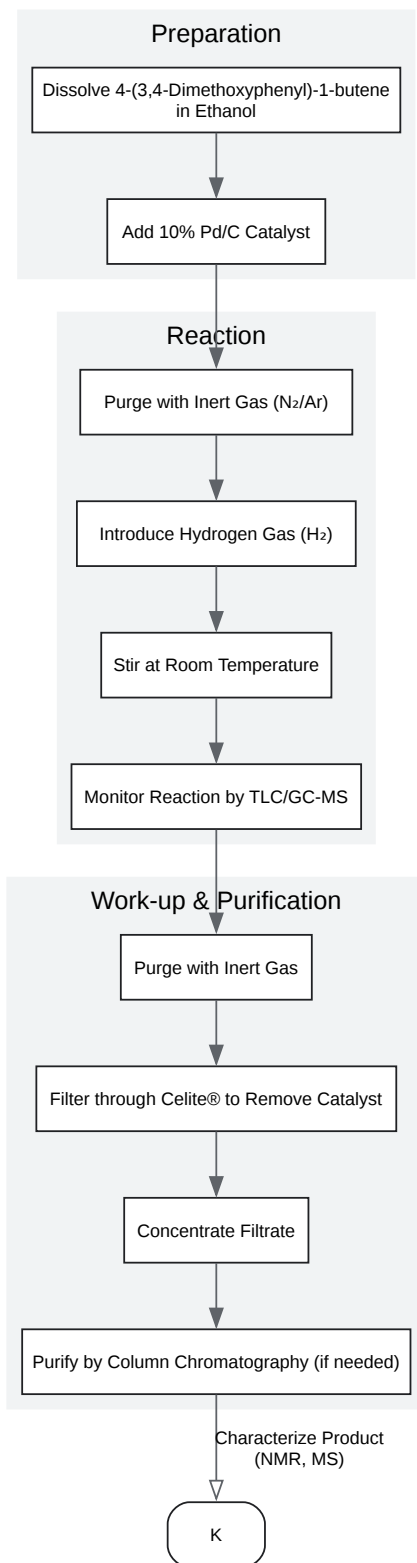 Preparation
Dissolve 4-(3,4-Dimethoxyphenyl)-1-butene
in Ethanol
Add 10% Pd/C Catalyst
Reaction
Purge with Inert Gas (N₂/Ar)
Introduce Hydrogen Gas (H₂)
Stir at Room Temperature
Monitor Reaction by TLC/GC-MS
Work-up & Purification
Purge with Inert Gas
Filter through Celite® to Remove Catalyst
Concentrate Filtrate
Purify by Column Chromatography (if needed)
Characterize Product
(NMR, MS)
K